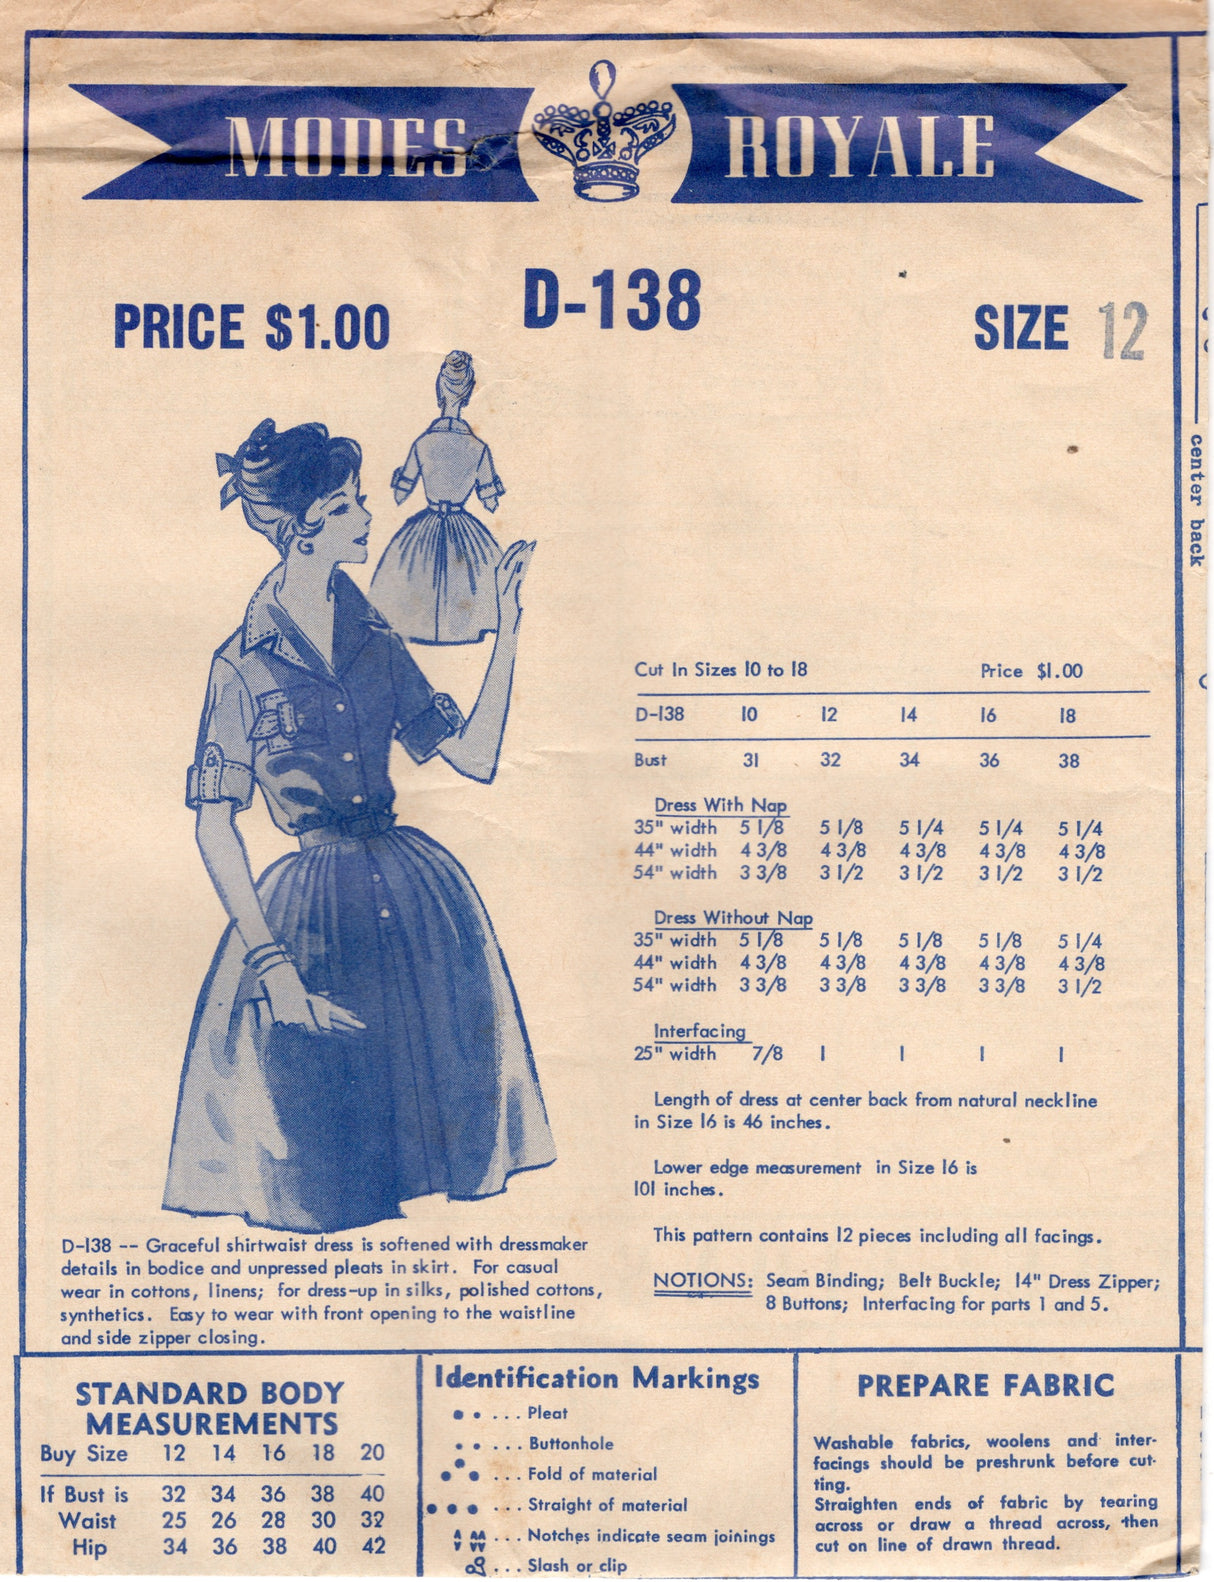 MODES ROYALE
D-138
PRICE $1.00
SIZE 12
center back
Cut In Sizes 10 to 18 Price $1.00
D-138 10 12 14 16 18
Bust 31 32 34 36 38
Dress With Nap
35" width 5 1/8 5 1/8 5 1/4 5 1/4 5 1/4
44" width 4 3/8 4 3/8 4 3/8 4 3/8 4 3/8
54" width 3 3/8 3 1/2 3 1/2 3 1/2 3 1/2
Dress Without Nap
35" width 5 1/8 5 1/8 5 1/8 5 1/8 5 1/4
44" width 4 3/8 4 3/8 4 3/8 4 3/8 4 3/8
54" width 3 3/8 3 3/8 3 3/8 3 3/8 3 1/2
Interfacing
25" width 7/8 1 1 1 1
Length of dress at center back from natural neckline
in Size 16 is 46 inches.
Lower edge measurement in Size 16 is
101 inches.
This pattern contains 12 pieces including all facings.
NOTIONS: Seam Binding; Belt Buckle; 14" Dress Zipper;
8 Buttons; Interfacing for parts 1 and 5.
D-138 -- Graceful shirtwaist dress is softened with dressmaker
details in bodice and unpressed pleats in skirt. For casual
wear in cottons, linens; for dress-up in silks, polished cottons,
synthetics. Easy to wear with front opening to the waistline
and side zipper closing.
STANDARD BODY
MEASUREMENTS
Buy Size 12 14 16 18 20
If Bust is 32 34 36 38 40
Waist 25 26 28 30 32
Hip 34 36 38 40 42
Identification Markings
... Pleat
... Buttonhole
... Fold of material
... Straight of material
... Notches indicate seam joinings
... Slash or clip
PREPARE FABRIC
Washable fabrics, woolens and inter-
facings should be preshrunk before cut-
ting.
Straighten ends of fabric by tearing
across or draw a thread across, then
cut on line of drawn thread.